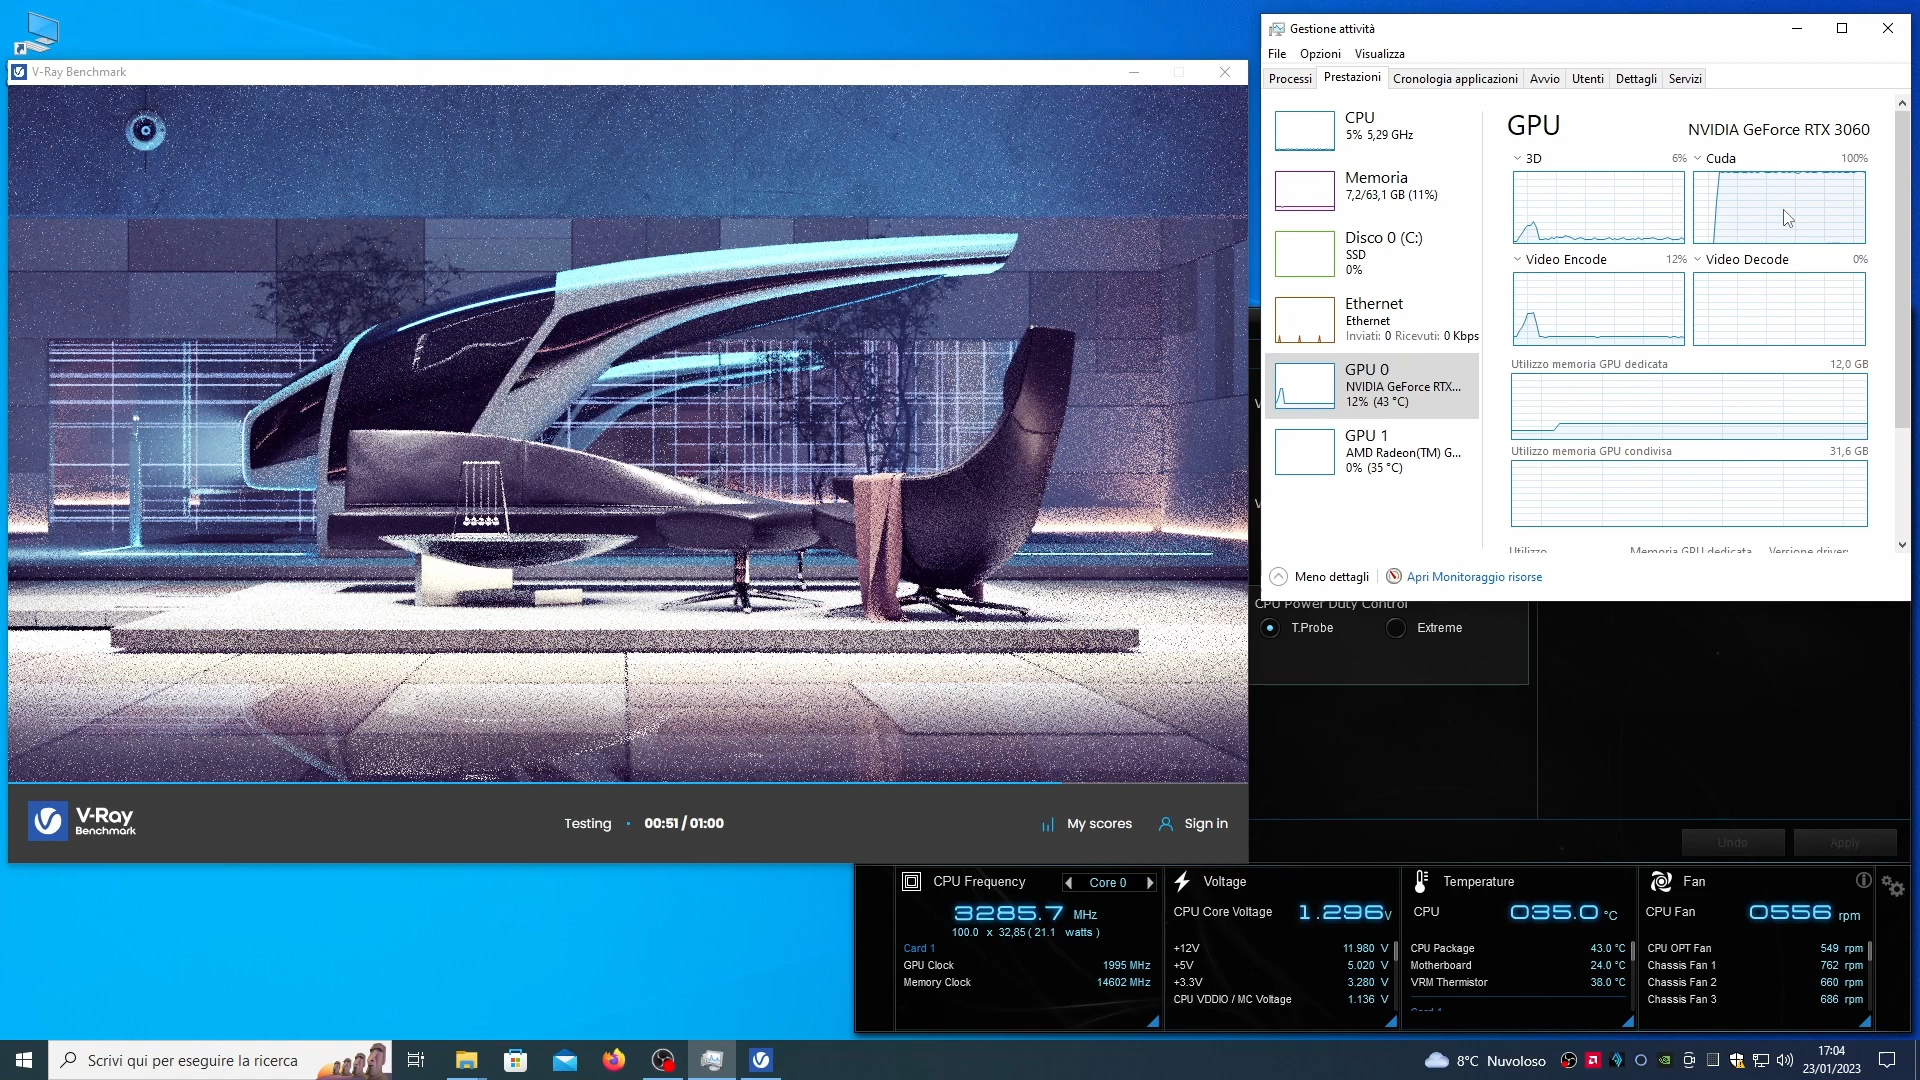 V-Ray Benchmark
V-Ray
Benchmark
Testing • 00:51 / 01:00
My scores
Sign in
Gestione attività
File Opzioni Visualizza
Processi Prestazioni Cronologia applicazioni Avvio Utenti Dettagli Servizi
CPU
5% 5,29 GHz
Memoria
7,2/63,1 GB (11%)
Disco 0 (C:)
SSD
0%
Ethernet
Ethernet
Inviati: 0 Ricevuti: 0 Kbps
GPU 0
NVIDIA GeForce RTX...
12% (43 °C)
GPU 1
AMD Radeon(TM) G...
0% (35 °C)
GPU
NVIDIA GeForce RTX 3060
3D 6%
Cuda 100%
Video Encode 12%
Video Decode 0%
Utilizzo memoria GPU dedicata 12,0 GB
Utilizzo memoria GPU condivisa 31,6 GB
Utilizzo Memoria GPU dedicata Versione driver:
Meno dettagli
Apri Monitoraggio risorse
CPU Power Duty Control
T.Probe
Extreme
Undo
Apply
CPU Frequency
Core 0
3285.7 MHz
100.0 x 32,85 ( 21.1 watts )
Card 1
GPU Clock 1995 MHz
Memory Clock 14602 MHz
Voltage
CPU Core Voltage 1.296 V
+12V 11.980 V
+5V 5.020 V
+3.3V 3.280 V
CPU VDDIO / MC Voltage 1.136 V
Temperature
CPU 035.0 °C
CPU Package 43.0 °C
Motherboard 24.0 °C
VRM Thermistor 38.0 °C
Fan
CPU Fan 0556 rpm
CPU OPT Fan 549 rpm
Chassis Fan 1 762 rpm
Chassis Fan 2 660 rpm
Chassis Fan 3 686 rpm
Scrivi qui per eseguire la ricerca
8°C Nuvoloso
17:04
23/01/2023